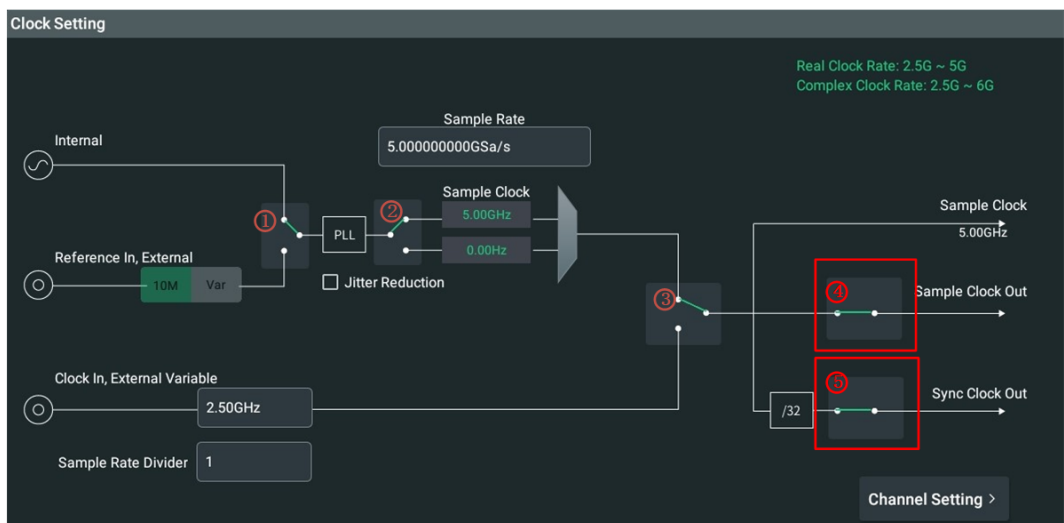 Clock Setting
Real Clock Rate: 2.5G ~ 5G
Complex Clock Rate: 2.5G ~ 6G
Sample Rate
5.000000000GSa/s
Internal
Sample Clock
5.00GHz
①
②
PLL
0.00Hz
Jitter Reduction
Reference In, External
10M
Var
Sample Clock
5.00GHz
③
④
Sample Clock Out
Clock In, External Variable
2.50GHz
⑤
/32
Sync Clock Out
Sample Rate Divider
1
Channel Setting >